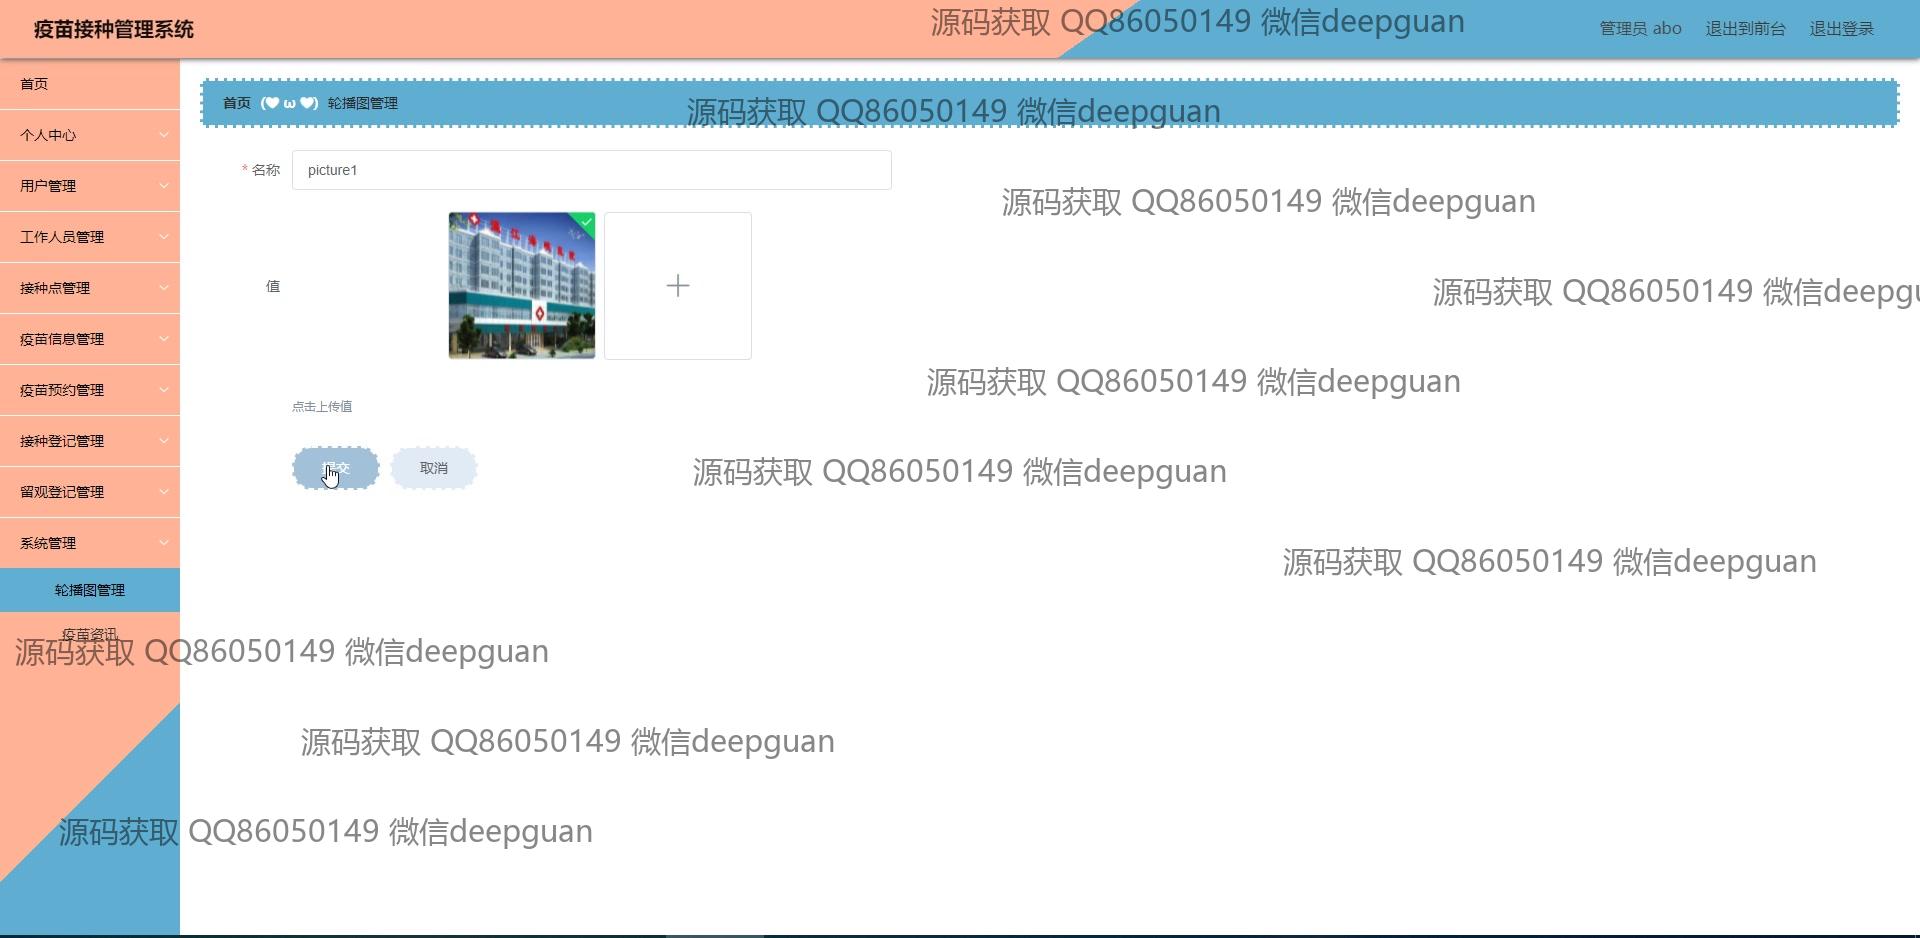 疫苗接种管理系统
源码获取 QQ86050149 微信deepguan
管理员 abo
退出到前台
退出登录
首页
个人中心
用户管理
工作人员管理
接种点管理
疫苗信息管理
疫苗预约管理
接种登记管理
留观登记管理
系统管理
轮播图管理
疫苗资讯
首页 (♥ω♥) 轮播图管理
源码获取 QQ86050149 微信deepguan
* 名称
picture1
源码获取 QQ86050149 微信deepguan
值
源码获取 QQ86050149 微信deepgu
源码获取 QQ86050149 微信deepguan
点击上传值
取消
源码获取 QQ86050149 微信deepguan
源码获取 QQ86050149 微信deepguan
源码获取 QQ86050149 微信deepguan
源码获取 QQ86050149 微信deepguan
源码获取 QQ86050149 微信deepguan